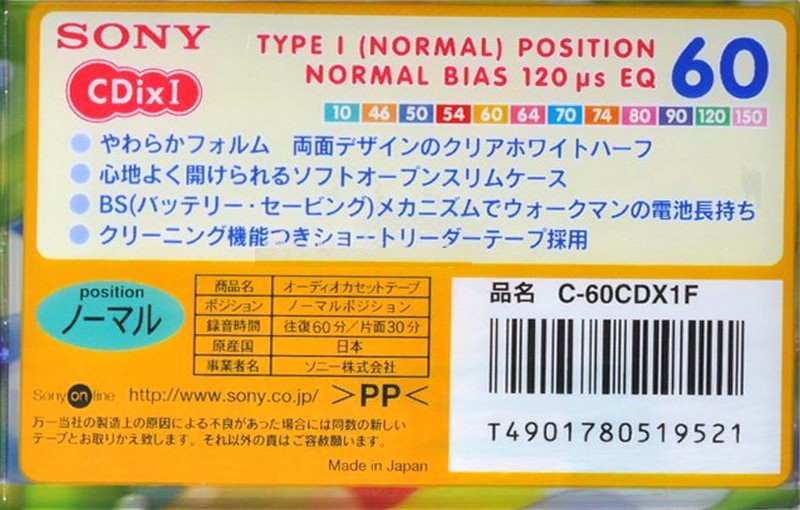 SONY
TYPE I (NORMAL) POSITION
NORMAL BIAS 120 μs EQ
60
CDixI
10 46 50 54 60 64 70 74 80 90 120 150
やわらかフォルム 両面デザインのクリアホワイトハーフ
心地よく開けられるソフトオープンスリムケース
BS(バッテリー・セービング)メカニズムでウォークマンの電池長持ち
クリーニング機能つきショートリーダーテープ採用
position
ノーマル
商品名 オーディオカセットテープ
ポジション ノーマルポジション
録音時間 往復60分/片面30分
原産国 日本
事業者名 ソニー株式会社
品名 C-60CDX1F
Sony on line http://www.sony.co.jp/ >PP<
万一当社の製造上の原因による不良があった場合には同数の新しい
テープとお取りかえ致します。それ以外の責はご容赦願います。
Made in Japan
T4901780519521